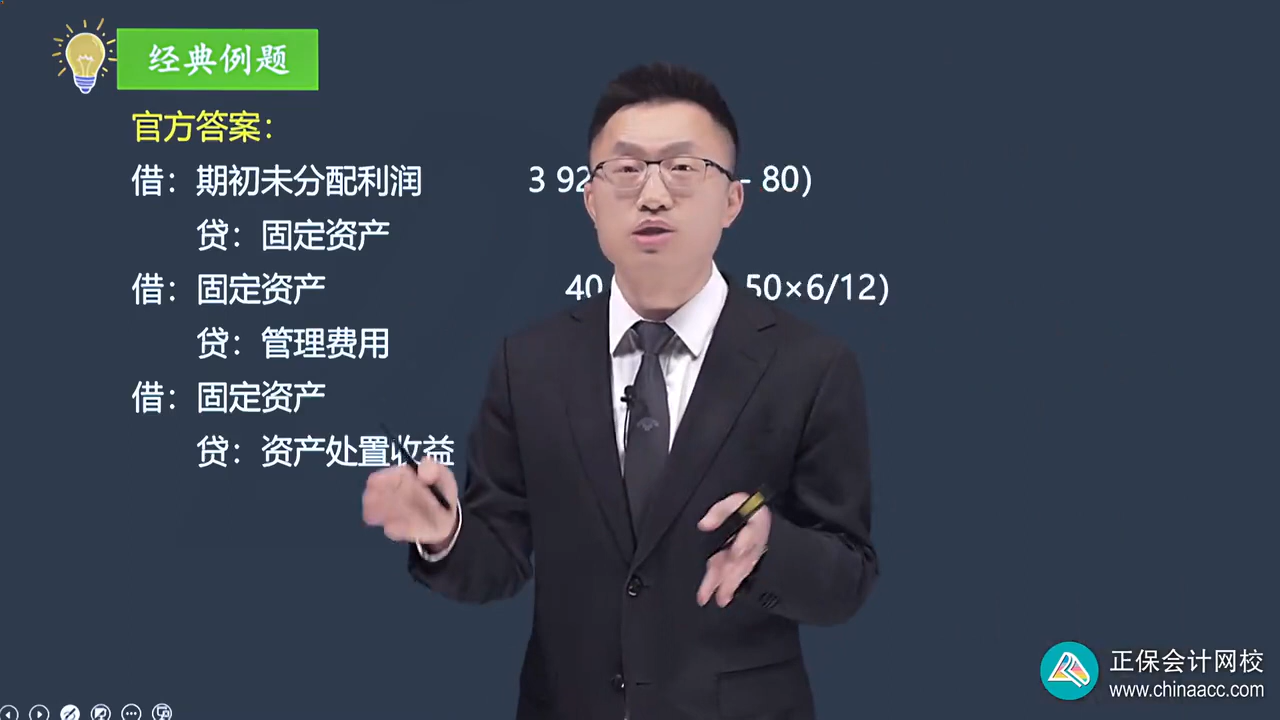 经典例题
官方答案：
借：期初未分配利润 3 92 - 80)
贷：固定资产
借：固定资产 40 50×6/12)
贷：管理费用
借：固定资产
贷：资产处置收益
正保会计网校
www.chinaacc.com